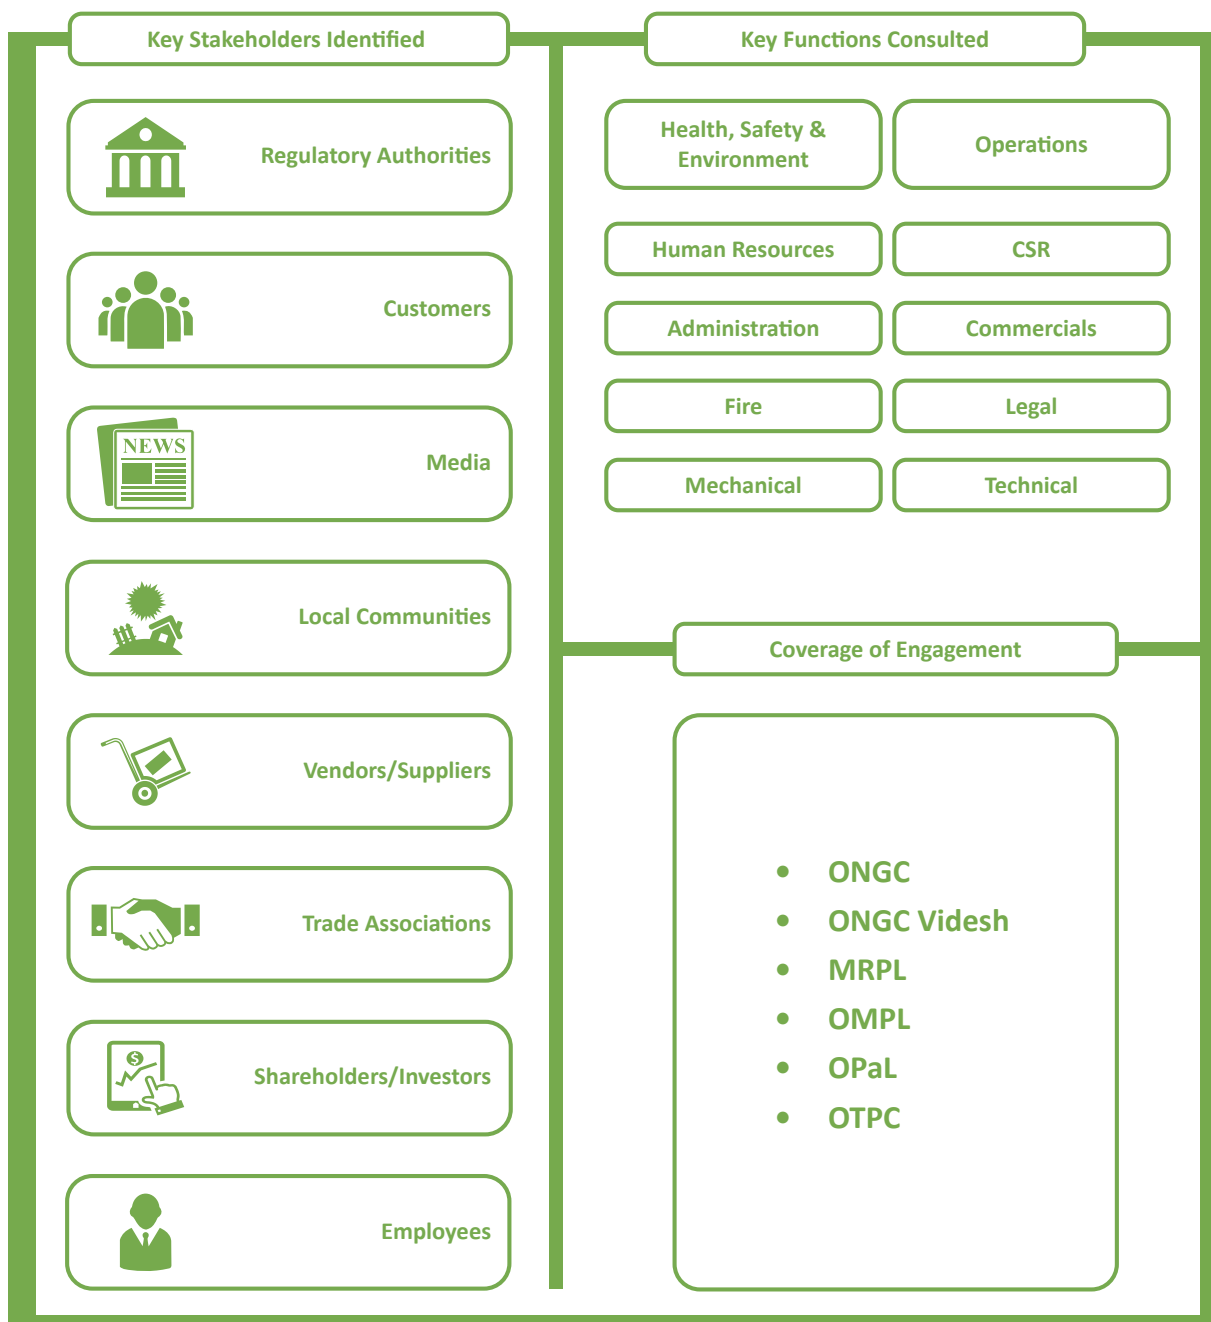 Key Stakeholders Identified
Regulatory Authorities
Customers
NEWS
Media
Local Communities
Vendors/Suppliers
Trade Associations
$
Shareholders/Investors
Employees
Key Functions Consulted
Health, Safety &
Environment
Operations
Human Resources
CSR
Administration
Commercials
Fire
Legal
Mechanical
Technical
Coverage of Engagement
• ONGC
• ONGC Videsh
• MRPL
• OMPL
• OPaL
• OTPC